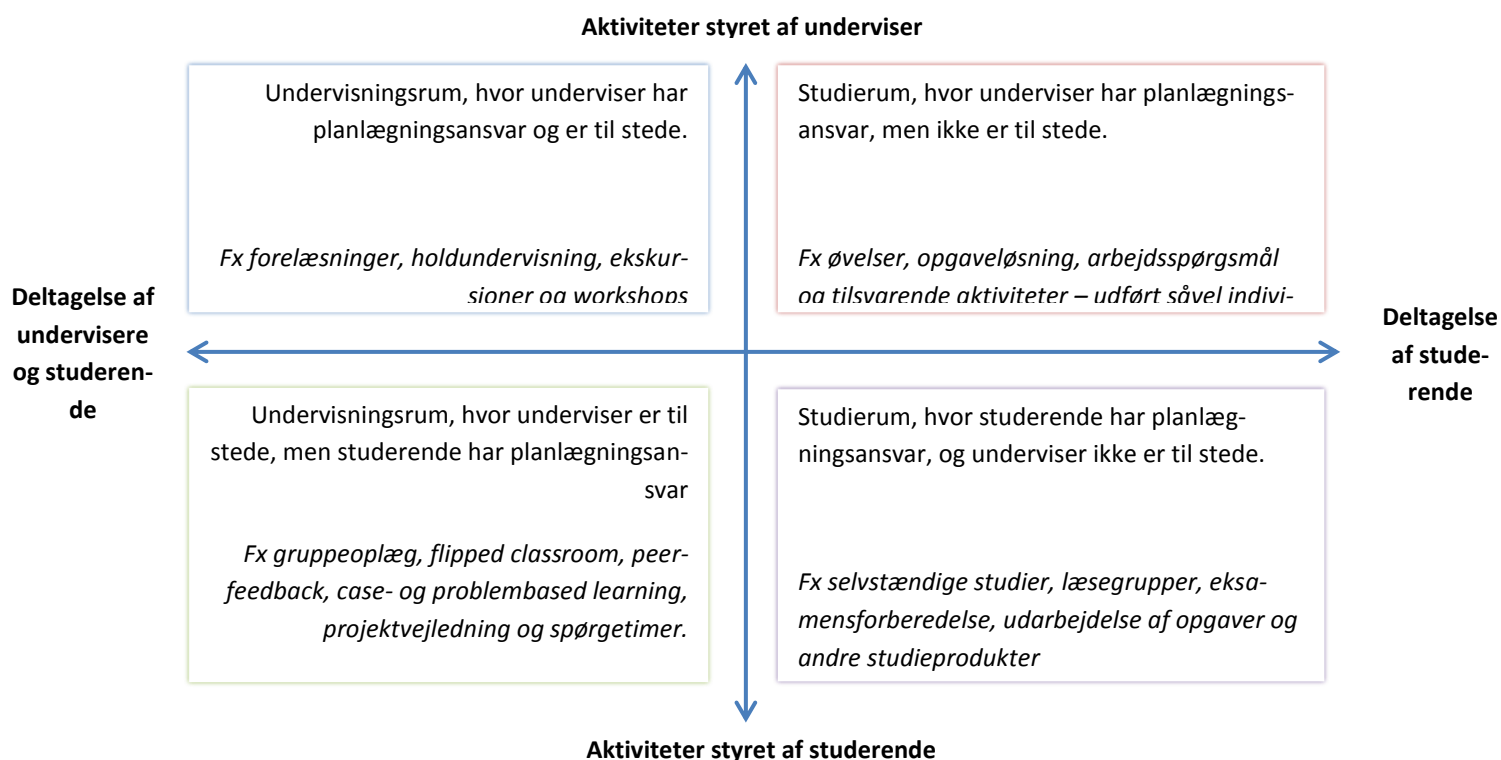 Aktiviteter styret af underviser
Undervisningsrum, hvor underviser har
planlægningsansvar og er til stede.
Fx forelæsninger, holdundervisning, ekskur-
sioner og workshops
Studierum, hvor underviser har planlægnings-
ansvar, men ikke er til stede.
Fx øvelser, opgaveløsning, arbejdsspørgsmål
og tilsvarende aktiviteter – udført såvel indivi-
Deltagelse af
undervisere
og studeren-
de
Deltagelse
af stude-
rende
Undervisningsrum, hvor underviser er til
stede, men studerende har planlægningsan-
svar
Fx gruppeoplæg, flipped classroom, peer-
feedback, case- og problembased learning,
projektvejledning og spørgetimer.
Studierum, hvor studerende har planlæg-
ningsansvar, og underviser ikke er til stede.
Fx selvstændige studier, læsegrupper, eksa-
mensforberedelse, udarbejdelse af opgaver og
andre studieprodukter
Aktiviteter styret af studerende